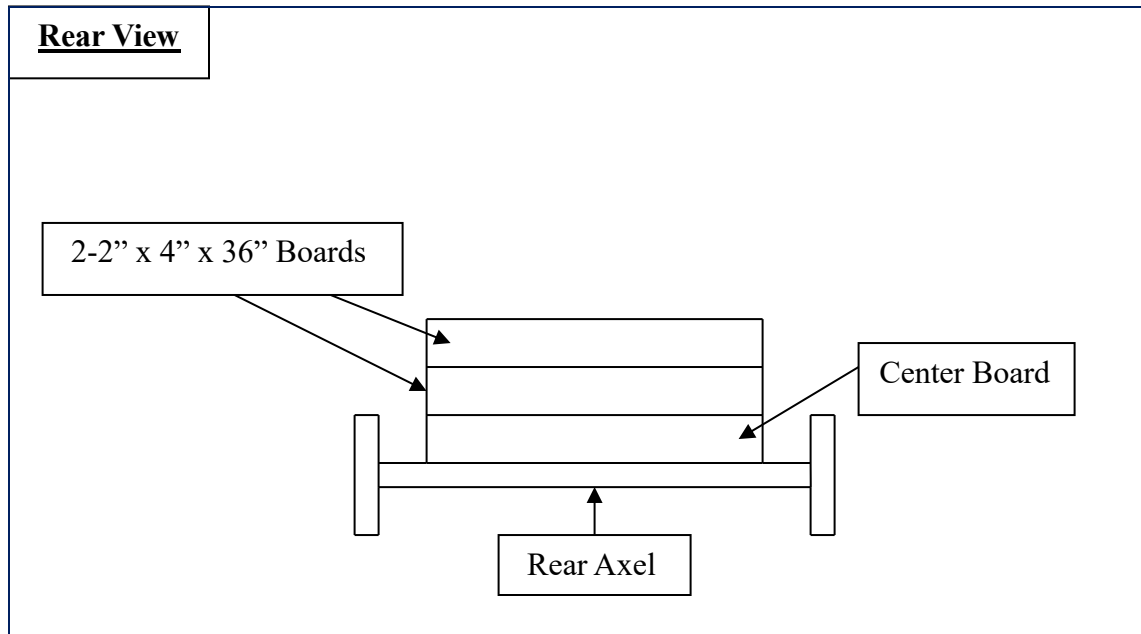 Rear View
2-2” x 4” x 36” Boards
Center Board
Rear Axel